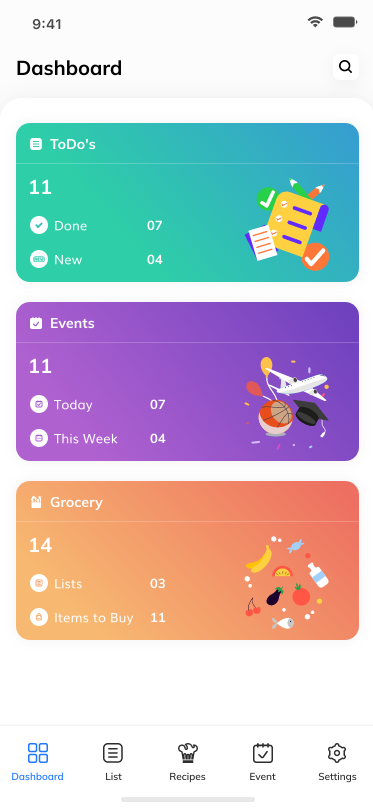 9:41
Dashboard
ToDo's
11
Done 07
New 04
Events
11
Today 07
This Week 04
Grocery
14
Lists 03
Items to Buy 11
Dashboard List Recipes Event Settings